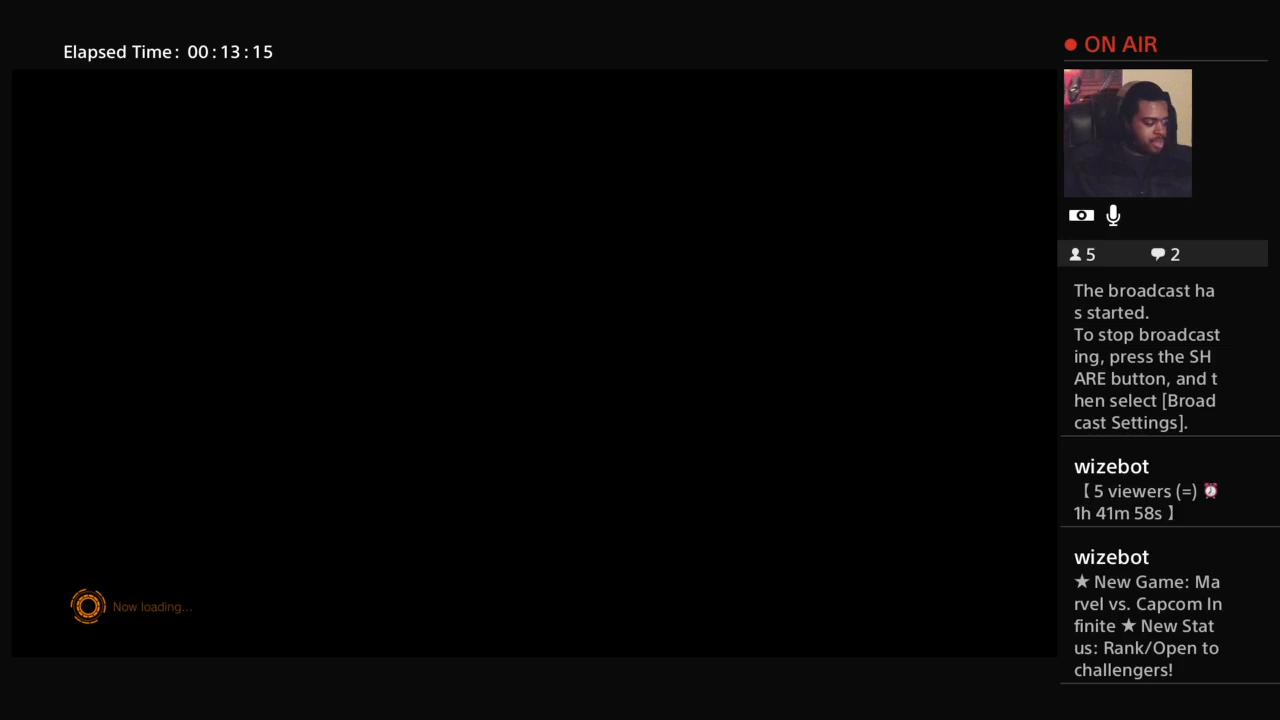 Elapsed Time: 00:13:15
ON AIR
5 2
The broadcast ha
s started.
To stop broadcast
ing, press the SH
ARE button, and t
hen select [Broad
cast Settings].
wizebot
【 5 viewers (=) ⏰
1h 41m 58s 】
wizebot
★ New Game: Ma
rvel vs. Capcom In
finite ★ New Stat
us: Rank/Open to
challengers!
Now loading...